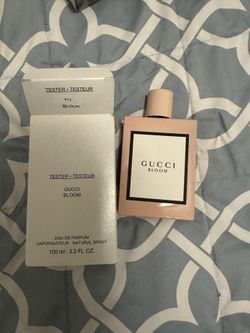 TESTER • TESTEUR
BLOOM
TESTER • TESTEUR
GUCCI
BLOOM
EAU DE PARFUM
VAPORISATEUR • NATURAL SPRAY
100 ml - 3.3 FL. OZ.
GUCCI
BLOOM